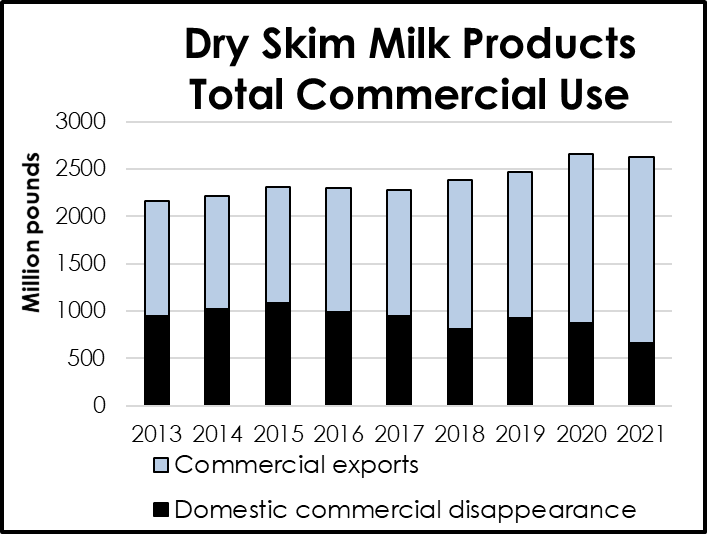 Dry Skim Milk Products
Total Commercial Use
Million pounds
3000
2500
2000
1500
1000
500
0
2013 2014 2015 2016 2017 2018 2019 2020 2021
Commercial exports
Domestic commercial disappearance